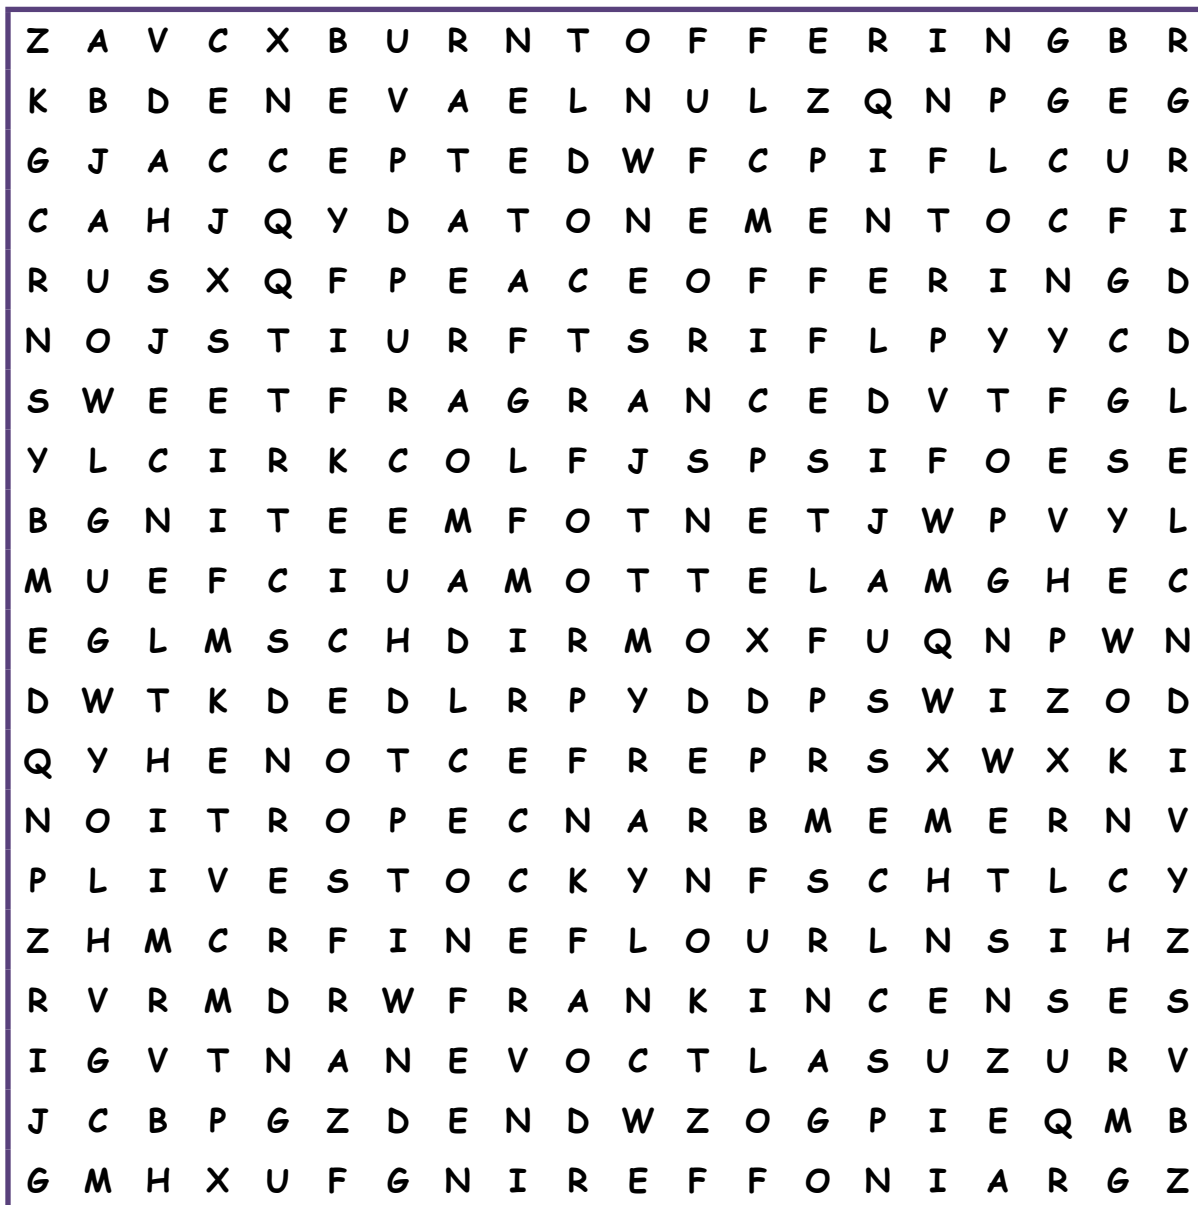 Z A V C X B U R N T O F F E R I N G B R
K B D E N E V A E L N U L Z Q N P G E G
G J A C C E P T E D W F C P I F L C U R
C A H J Q Y D A T O N E M E N T O C F I
R U S X Q F P E A C E O F F E R I N G D
N O J S T I U R F T S R I F L P Y Y C D
S W E E T F R A G R A N C E D V T F G L
Y L C I R K C O L F J S P S I F O E S E
B G N I T E E M F O T N E T J W P V Y L
M U E F C I U A M O T T E L A M G H E C
E G L M S C H D I R M O X F U Q N P W N
D W T K D E D L R P Y D D P S W I Z O D
Q Y H E N O T C E F R E P R S X W X K I
N O I T R O P E C N A R B M E M E R N V
P L I V E S T O C K Y N F S C H T L C Y
Z H M C R F I N E F L O U R L N S I H Z
R V R M D R W F R A N K I N C E N S E S
I G V T N A N E V O C T L A S U Z U R V
J C B P G Z D E N D W Z O G P I E Q M B
G M H X U F G N I R E F F O N I A R G Z